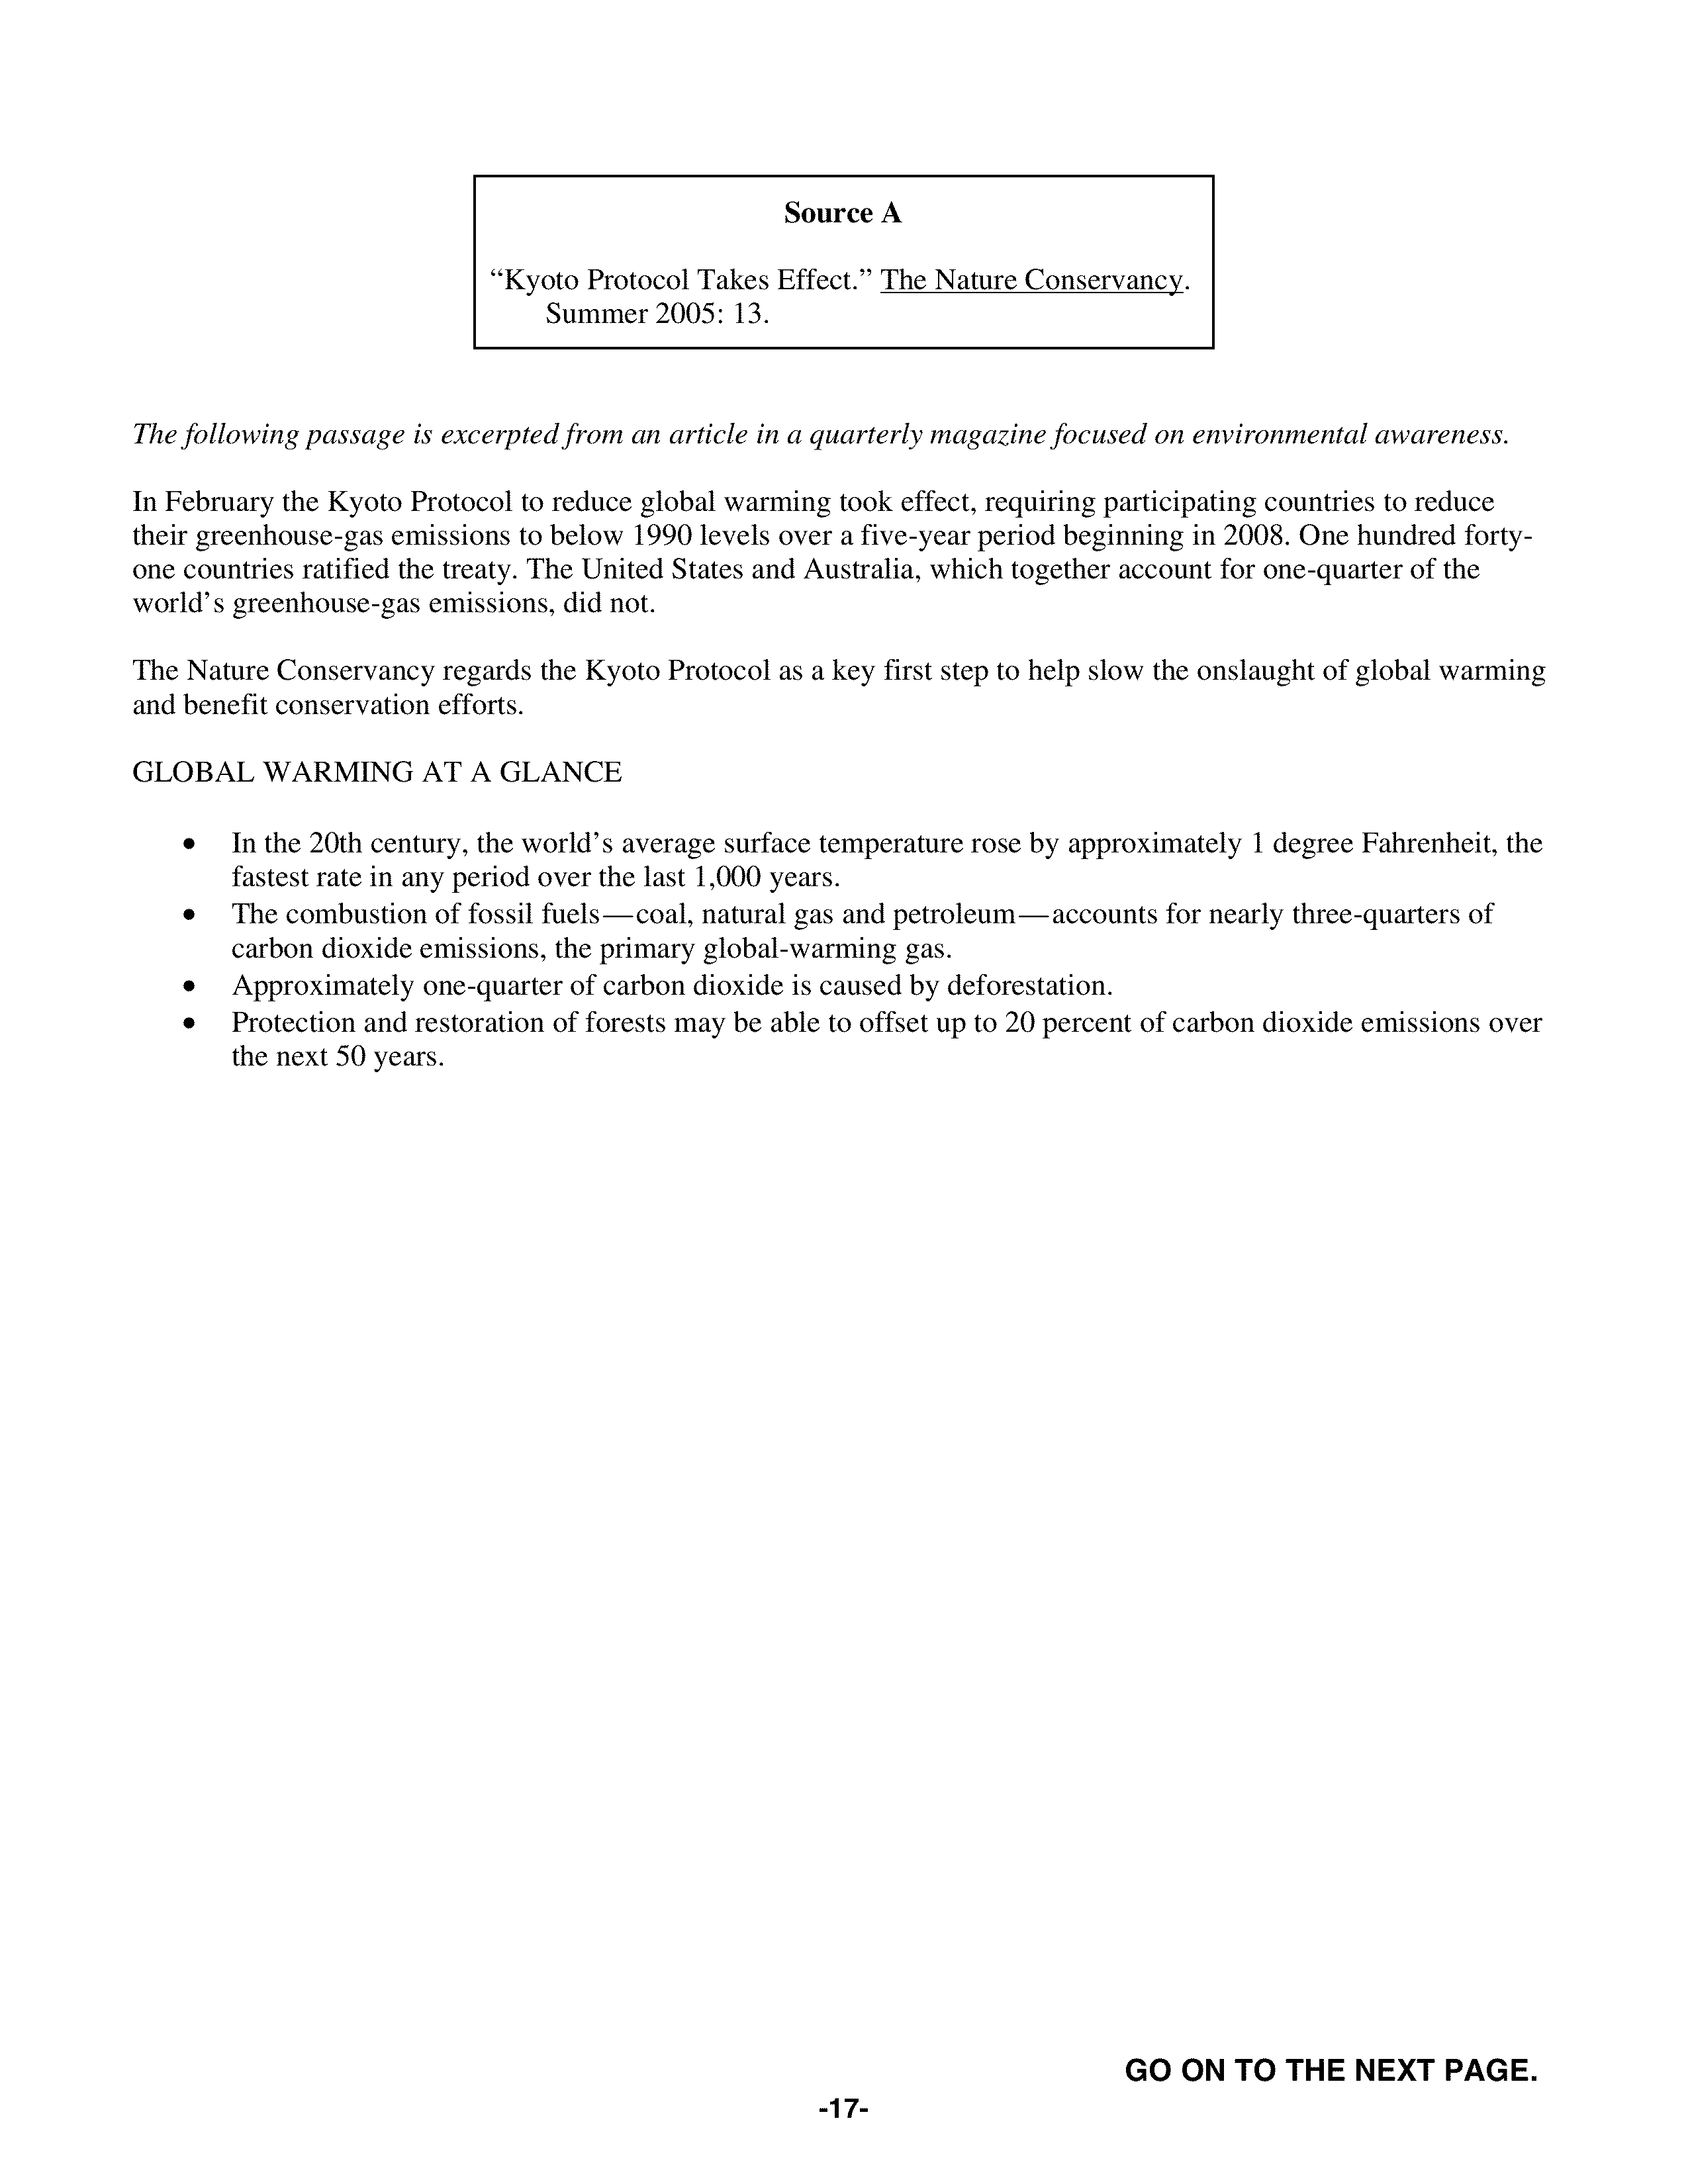 Source A
“Kyoto Protocol Takes Effect.” The Nature Conservancy.
Summer 2005: 13.
The following passage is excerpted from an article in a quarterly magazine focused on environmental awareness.
In February the Kyoto Protocol to reduce global warming took effect, requiring participating countries to reduce
their greenhouse-gas emissions to below 1990 levels over a five-year period beginning in 2008. One hundred forty-
one countries ratified the treaty. The United States and Australia, which together account for one-quarter of the
world’s greenhouse-gas emissions, did not.
The Nature Conservancy regards the Kyoto Protocol as a key first step to help slow the onslaught of global warming
and benefit conservation efforts.
GLOBAL WARMING AT A GLANCE
• In the 20th century, the world’s average surface temperature rose by approximately 1 degree Fahrenheit, the
fastest rate in any period over the last 1,000 years.
• The combustion of fossil fuels—coal, natural gas and petroleum—accounts for nearly three-quarters of
carbon dioxide emissions, the primary global-warming gas.
• Approximately one-quarter of carbon dioxide is caused by deforestation.
• Protection and restoration of forests may be able to offset up to 20 percent of carbon dioxide emissions over
the next 50 years.
GO ON TO THE NEXT PAGE.
-17-